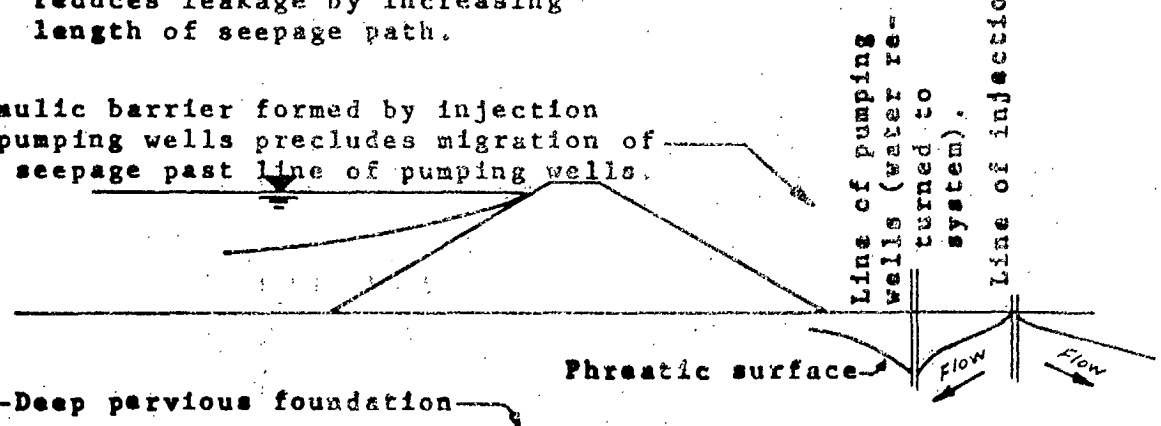 reduces leakage by increasing
length of seepage path.
aulic barrier formed by injection
pumping wells precludes migration of
seepage past line of pumping wells.
Line of pumping
wells (water re-
turned to
system).
Line of injectio
Phreatic surface
Flow
Flow
-Deep pervious foundation